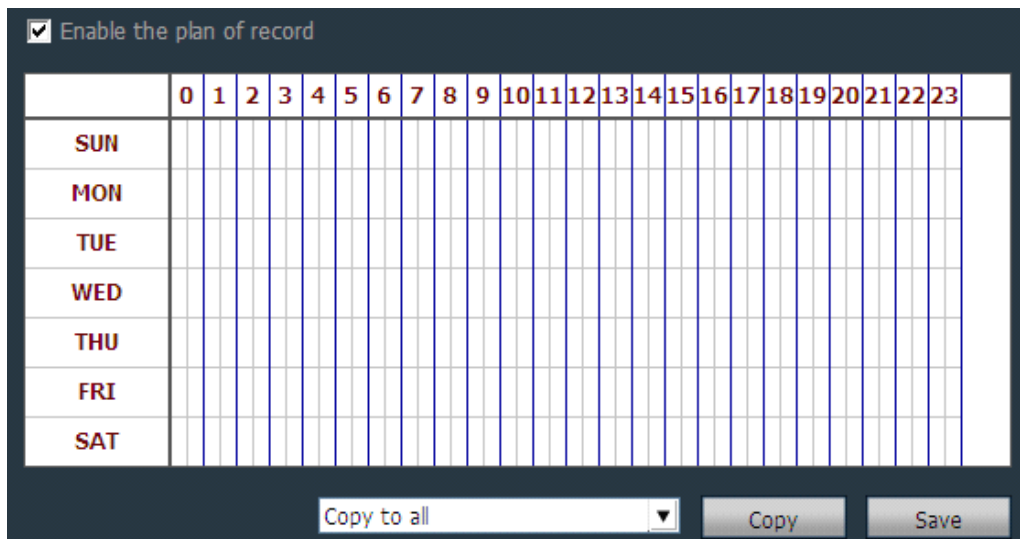 Enable the plan of record
0 1 2 3 4 5 6 7 8 9 10 11 12 13 14 15 16 17 18 19 20 21 22 23
SUN
MON
TUE
WED
THU
FRI
SAT
Copy to all Copy Save